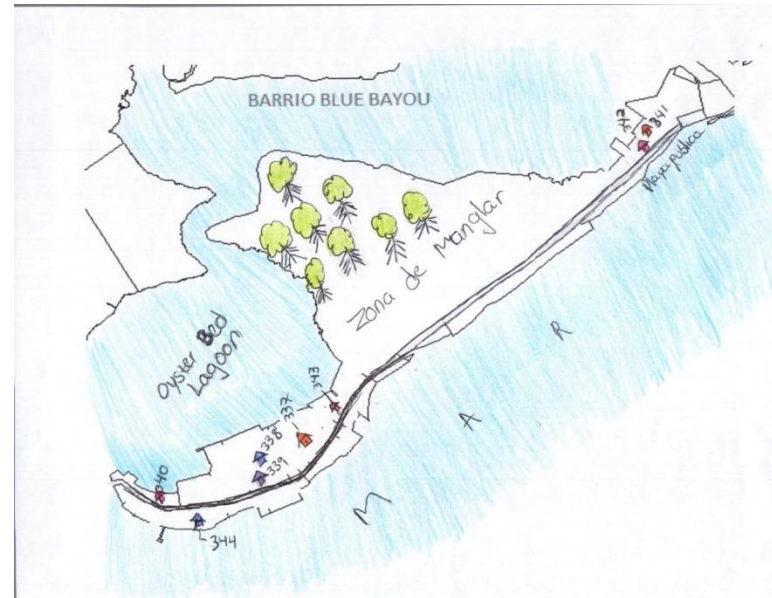 BARRIO BLUE BAYOU
341
342
Playa publica
Zona de Manglar
Oyster Bed
Lagoon
343
337
338
339
340
344
M A R